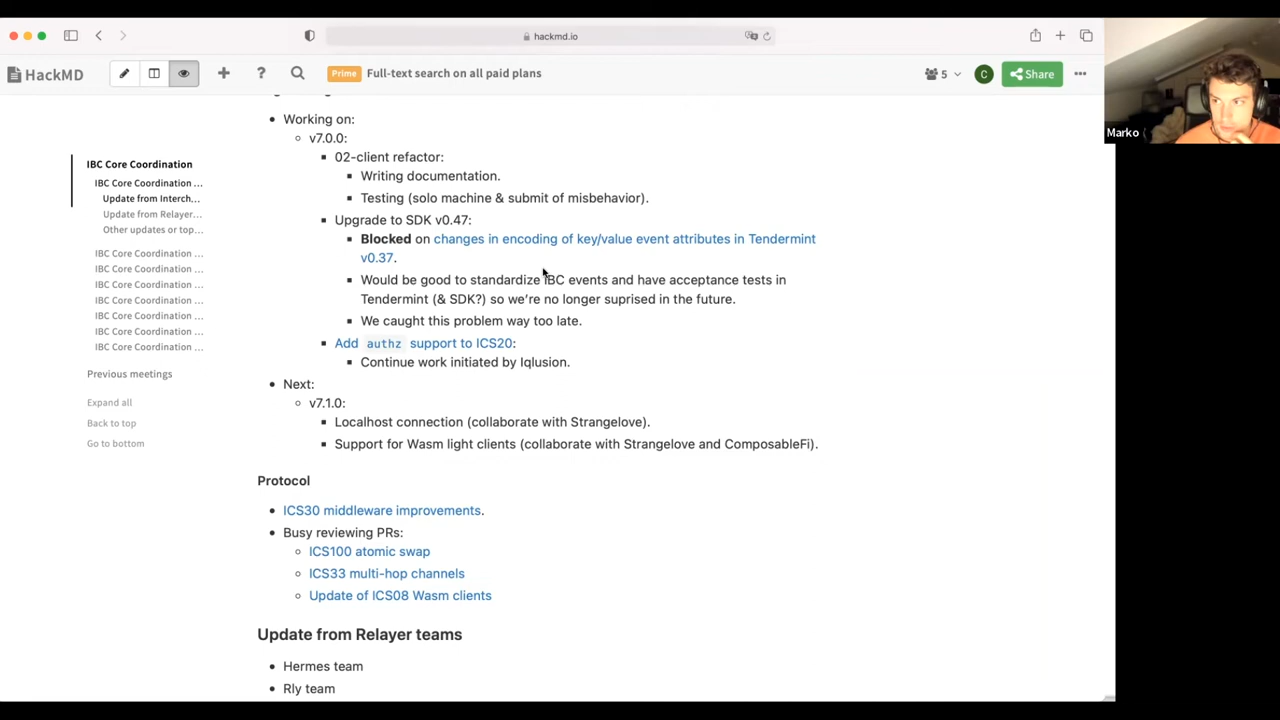 hackmd.io
HackMD
?
Prime
Full-text search on all paid plans
5
C
Share
Marko
Working on:
v7.0.0:
02-client refactor:
Writing documentation.
Testing (solo machine & submit of misbehavior).
Upgrade to SDK v0.47:
Blocked on changes in encoding of key/value event attributes in Tendermint
v0.37.
Would be good to standardize IBC events and have acceptance tests in
Tendermint (& SDK?) so we're no longer suprised in the future.
We caught this problem way too late.
Add authz support to ICS20:
Continue work initiated by Iqlusion.
Next:
v7.1.0:
Localhost connection (collaborate with Strangelove).
Support for Wasm light clients (collaborate with Strangelove and ComposableFi).
Protocol
ICS30 middleware improvements.
Busy reviewing PRs:
ICS100 atomic swap
ICS33 multi-hop channels
Update of ICS08 Wasm clients
Update from Relayer teams
Hermes team
Rly team
IBC Core Coordination
IBC Core Coordination ...
Update from Interch...
Update from Relayer...
Other updates or top...
IBC Core Coordination ...
IBC Core Coordination ...
IBC Core Coordination ...
IBC Core Coordination ...
IBC Core Coordination ...
IBC Core Coordination ...
IBC Core Coordination ...
Previous meetings
Expand all
Back to top
Go to bottom